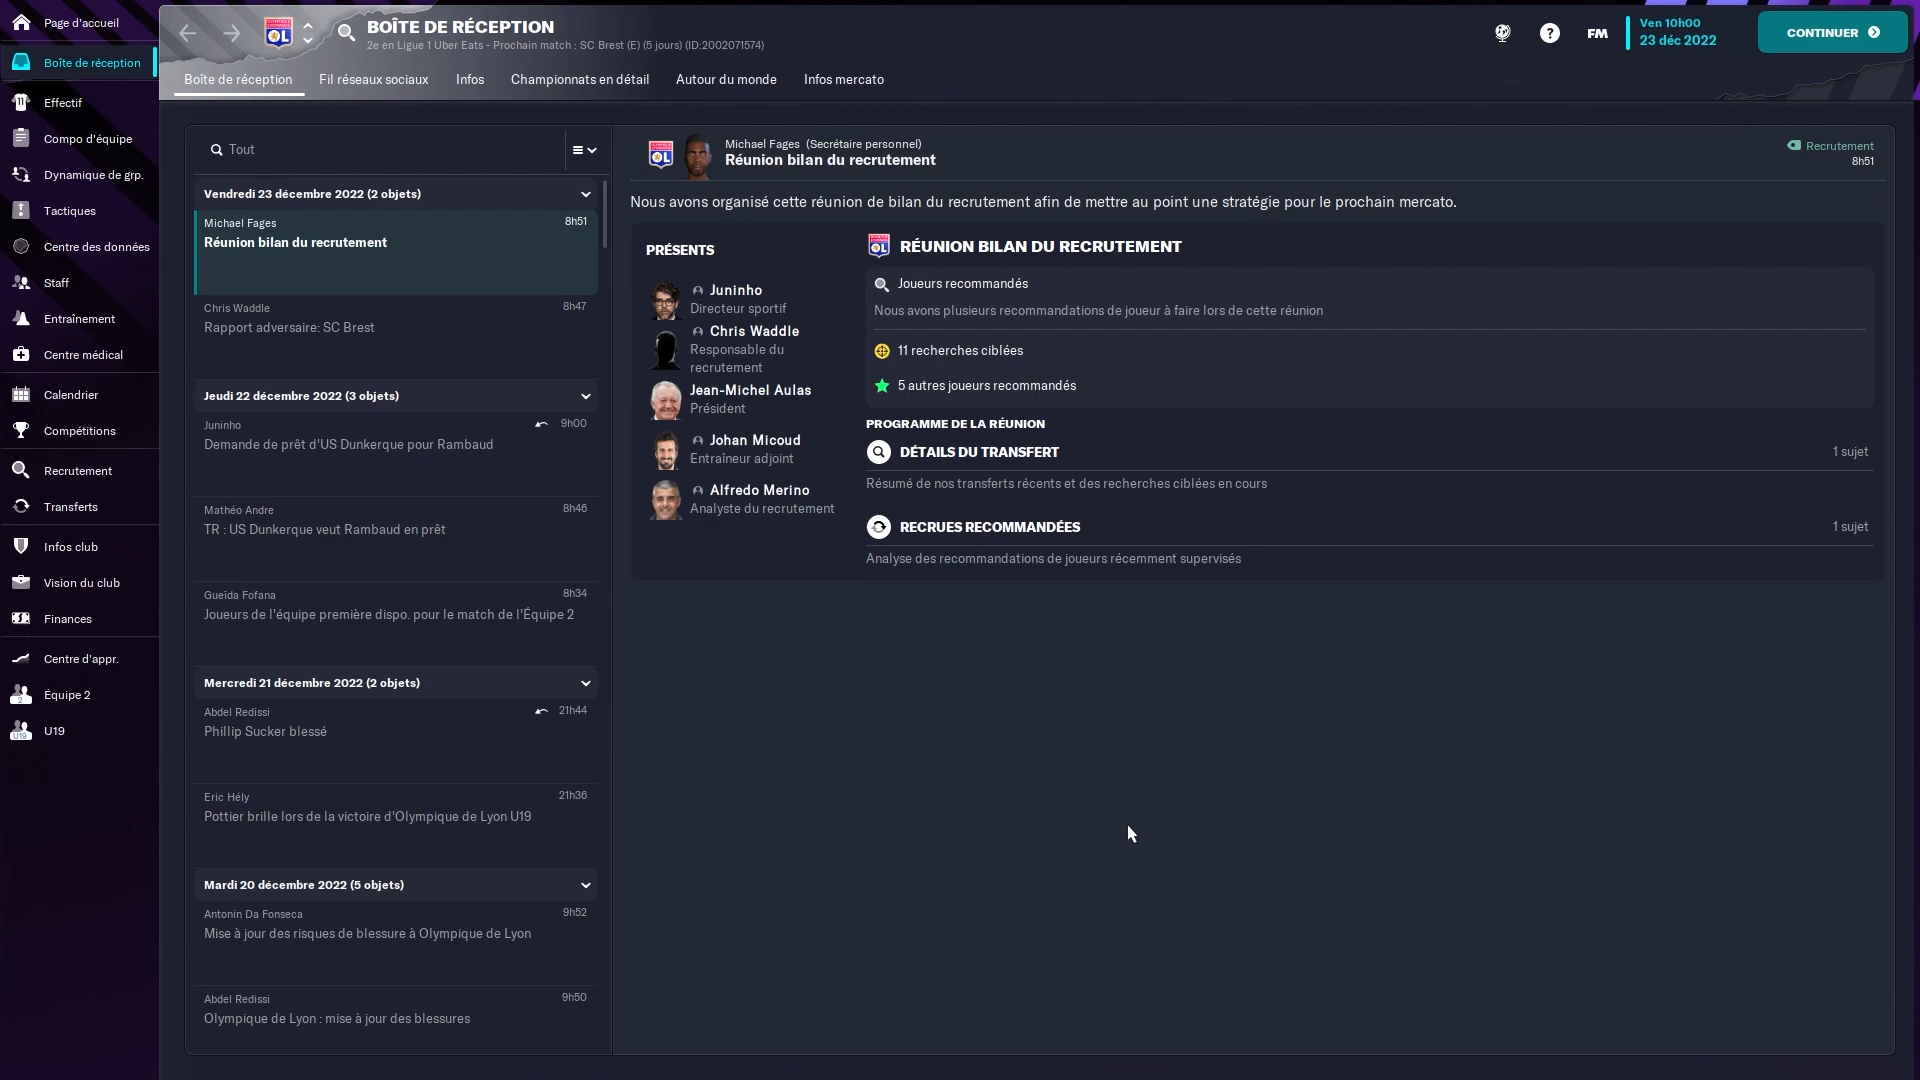 Page d'accueil
Boîte de réception
Effectif
Compo d'équipe
Dynamique de grp.
Tactiques
Centre des données
Staff
Entraînement
Centre médical
Calendrier
Compétitions
Recrutement
Transferts
Infos club
Vision du club
Finances
Centre d'appr.
2
Équipe 2
U19
U19
BOÎTE DE RÉCEPTION
2e en Ligue 1 Uber Eats - Prochain match : SC Brest (E) (5 jours) (ID:2002071574)
FM
Ven 10h00
23 déc 2022
CONTINUER
Boîte de réception Fil réseaux sociaux Infos Championnats en détail Autour du monde Infos mercato
Tout
Vendredi 23 décembre 2022 (2 objets)
Michael Fages 8h51
Réunion bilan du recrutement
Chris Waddle 8h47
Rapport adversaire: SC Brest
Jeudi 22 décembre 2022 (3 objets)
Juninho 9h00
Demande de prêt d'US Dunkerque pour Rambaud
Mathéo Andre 8h46
TR : US Dunkerque veut Rambaud en prêt
Gueïda Fofana 8h34
Joueurs de l'équipe première dispo. pour le match de l'Équipe 2
Mercredi 21 décembre 2022 (2 objets)
Abdel Redissi 21h44
Phillip Sucker blessé
Eric Hély 21h36
Pottier brille lors de la victoire d'Olympique de Lyon U19
Mardi 20 décembre 2022 (5 objets)
Antonin Da Fonseca 9h52
Mise à jour des risques de blessure à Olympique de Lyon
Abdel Redissi 9h50
Olympique de Lyon : mise à jour des blessures
Michael Fages (Secrétaire personnel)
Réunion bilan du recrutement
Recrutement
8h51
Nous avons organisé cette réunion de bilan du recrutement afin de mettre au point une stratégie pour le prochain mercato.
PRÉSENTS
Juninho
Directeur sportif
Chris Waddle
Responsable du
recrutement
Jean-Michel Aulas
Président
Johan Micoud
Entraîneur adjoint
Alfredo Merino
Analyste du recrutement
RÉUNION BILAN DU RECRUTEMENT
Joueurs recommandés
Nous avons plusieurs recommandations de joueur à faire lors de cette réunion
11 recherches ciblées
5 autres joueurs recommandés
PROGRAMME DE LA RÉUNION
DÉTAILS DU TRANSFERT 1 sujet
Résumé de nos transferts récents et des recherches ciblées en cours
RECRUES RECOMMANDÉES 1 sujet
Analyse des recommandations de joueurs récemment supervisés